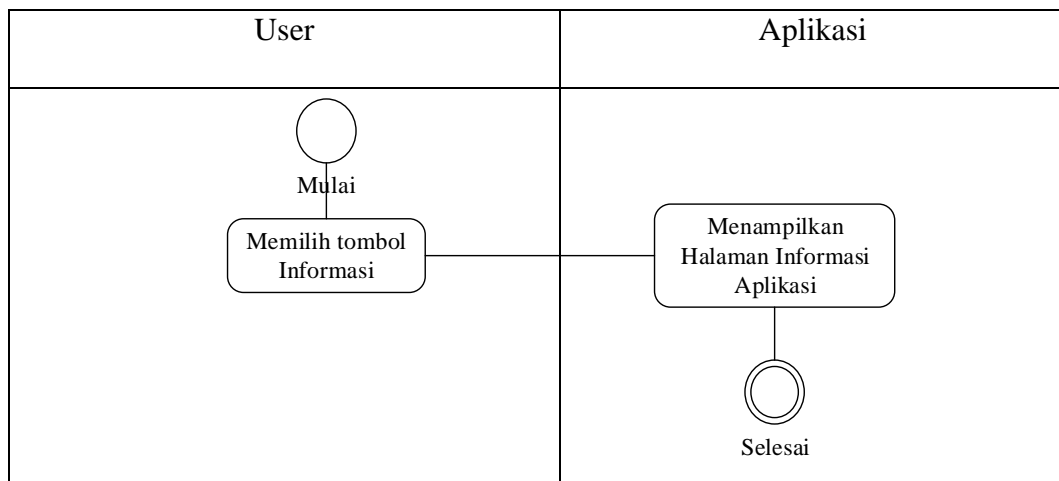 User
Aplikasi
Mulai
Memilih tombol
Informasi
Menampilkan
Halaman Informasi
Aplikasi
Selesai